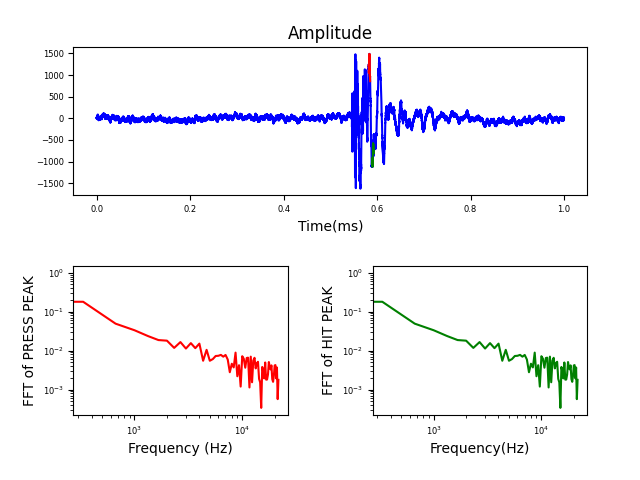 Amplitude
1500
1000
500
0
−500
−1000
−1500
0.0 0.2 0.4 0.6 0.8 1.0
Time(ms)
FFT of PRESS PEAK
10⁰
10⁻¹
10⁻²
10⁻³
10³ 10⁴
Frequency (Hz)
FFT of HIT PEAK
10⁰
10⁻¹
10⁻²
10⁻³
10³ 10⁴
Frequency(Hz)